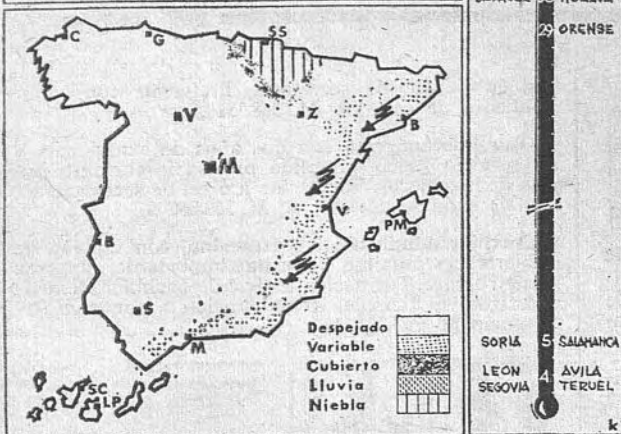 C
G
SS
V
Z
B
M
V
PM
B
S
M
SC
LP
Despejado
Variable
Cubierto
Lluvia
Niebla
29 ORENSE
SORIA 5 SALAMANCA
LEON 4 AVILA
SEGOVIA TERUEL
k